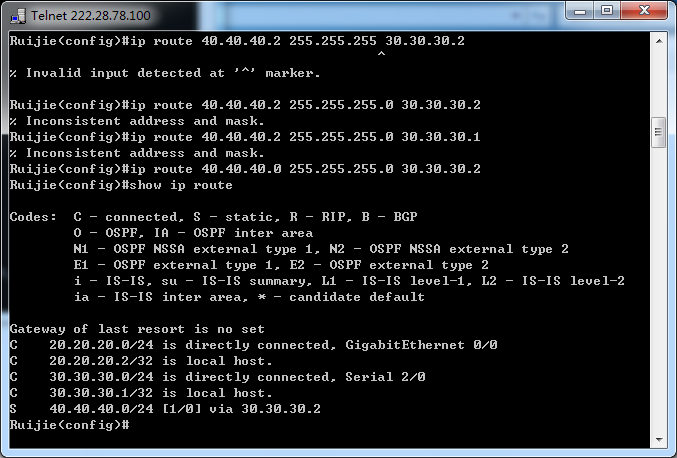 Telnet 222.28.78.100
Ruijie(config)#ip route 40.40.40.2 255.255.255 30.30.30.2
^
% Invalid input detected at '^' marker.
Ruijie(config)#ip route 40.40.40.2 255.255.255.0 30.30.30.2
% Inconsistent address and mask.
Ruijie(config)#ip route 40.40.40.2 255.255.255.0 30.30.30.1
% Inconsistent address and mask.
Ruijie(config)#ip route 40.40.40.0 255.255.255.0 30.30.30.2
Ruijie(config)#show ip route
Codes:  C - connected, S - static, R - RIP, B - BGP
O - OSPF, IA - OSPF inter area
N1 - OSPF NSSA external type 1, N2 - OSPF NSSA external type 2
E1 - OSPF external type 1, E2 - OSPF external type 2
i - IS-IS, su - IS-IS summary, L1 - IS-IS level-1, L2 - IS-IS level-2
ia - IS-IS inter area, * - candidate default
Gateway of last resort is no set
C    20.20.20.0/24 is directly connected, GigabitEthernet 0/0
C    20.20.20.2/32 is local host.
C    30.30.30.0/24 is directly connected, Serial 2/0
C    30.30.30.1/32 is local host.
S    40.40.40.0/24 [1/0] via 30.30.30.2
Ruijie(config)#